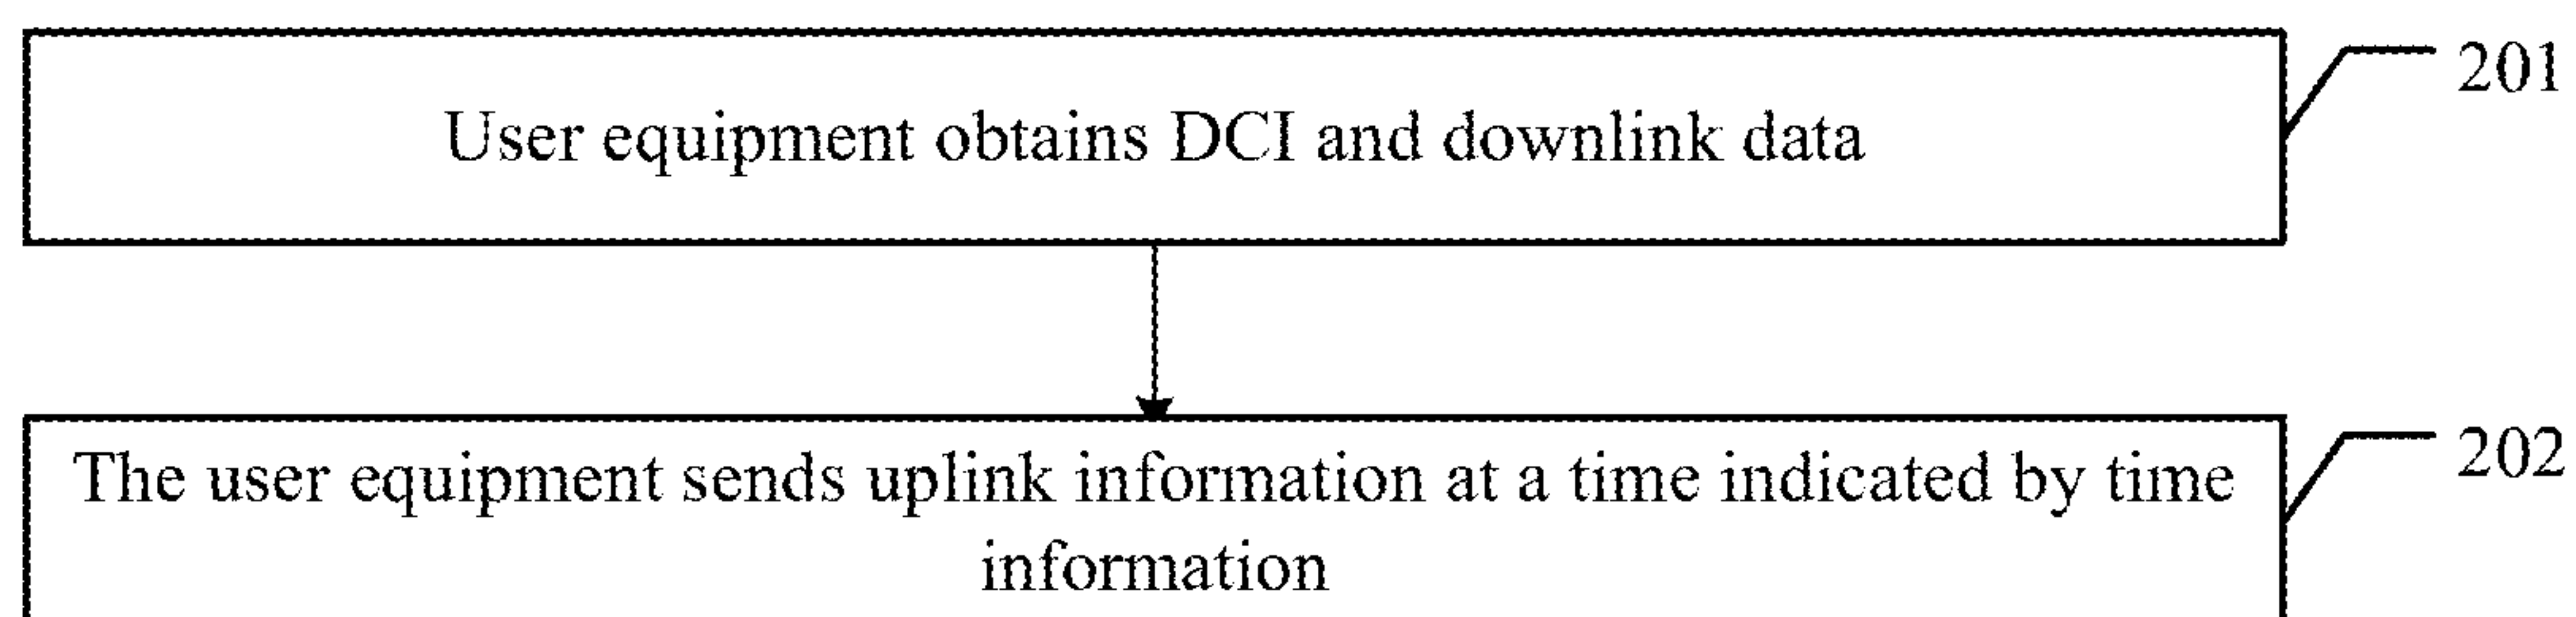 User equipment obtains DCI and downlink data
201
The user equipment sends uplink information at a time indicated by time
information
202